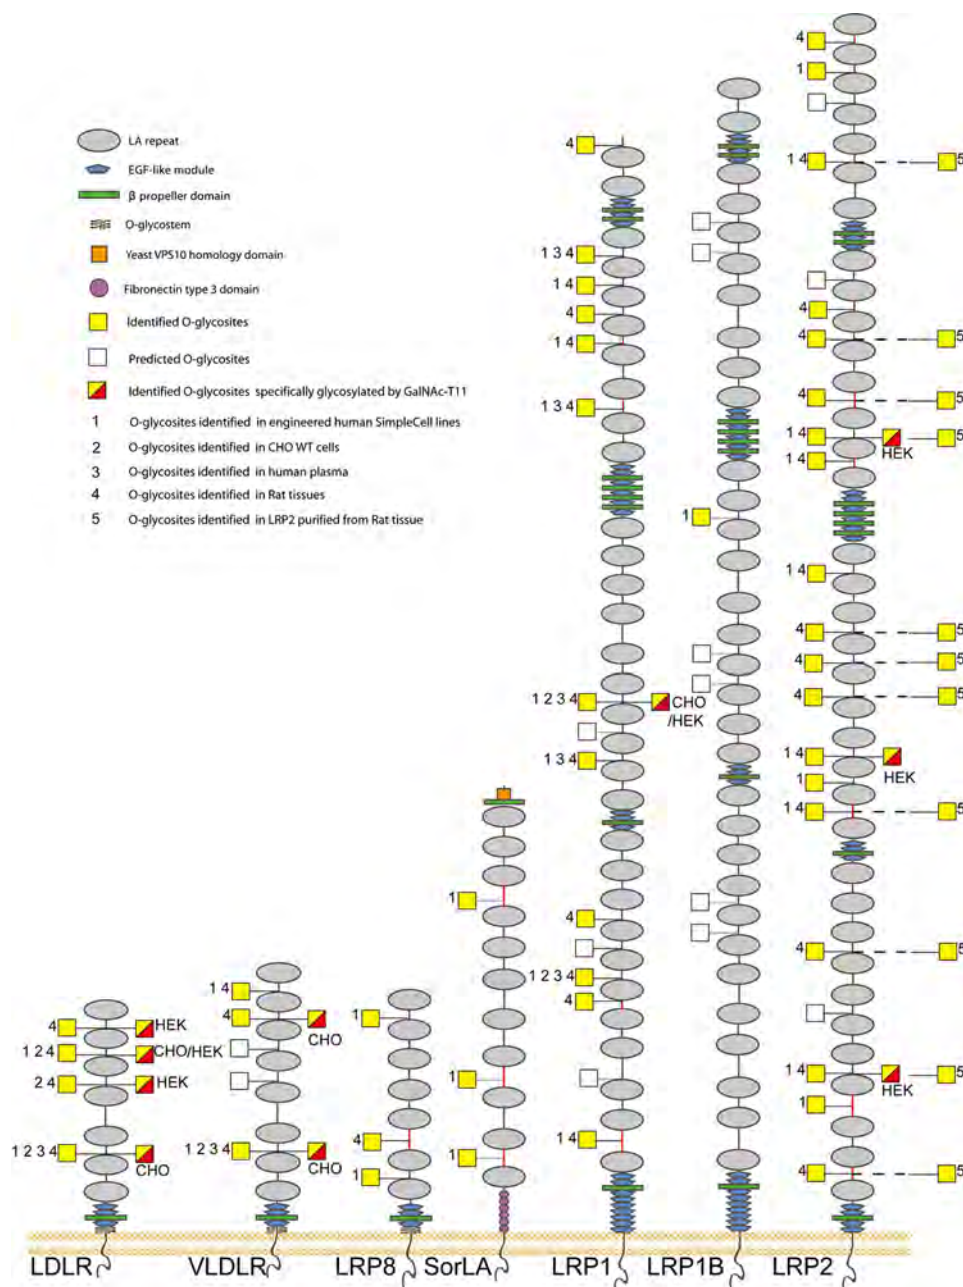 LA repeat
EGF-like module
β propeller domain
O-glycostem
Yeast VPS10 homology domain
Fibronectin type 3 domain
Identified O-glycosites
Predicted O-glycosites
Identified O-glycosites specifically glycosylated by GalNAc-T11
1 O-glycosites identified in engineered human SimpleCell lines
2 O-glycosites identified in CHO WT cells
3 O-glycosites identified in human plasma
4 O-glycosites identified in Rat tissues
5 O-glycosites identified in LRP2 purified from Rat tissue
4 HEK
1 2 4 CHO/HEK
2 4 HEK
1 2 3 4
CHO
LDLR
1 4
4
CHO
1 2 3 4
CHO
VLDLR
1
4
1
LRP8
1
1
1
SorLA
4
1 3 4
1 4
4
1 4
1 3 4
1 2 3 4 CHO
/HEK
1 3 4
4
1 2 3 4
4
1 4
LRP1
1
LRP1B
4
1
1 4 5
4
4 5
4 5
1 4 5
HEK
1 4
1 4
4 5
4 5
4 5
1 4
HEK
1
1 4 5
4 5
1 4 5
HEK
1
4 5
LRP2